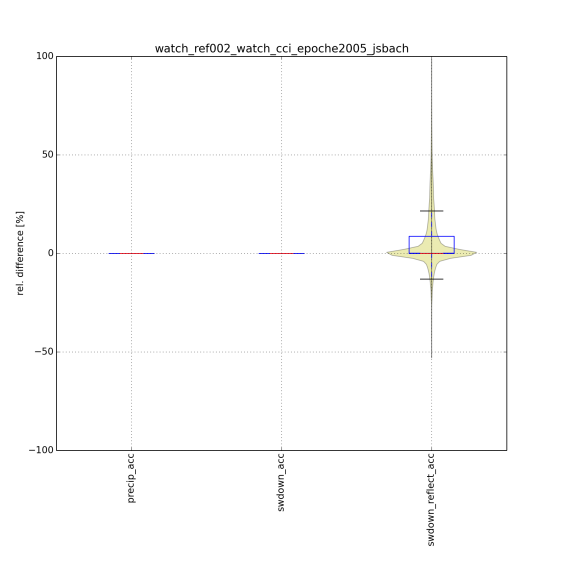 watch_ref002_watch_cci_epoche2005_jsbach
100
50
0
−50
−100
rel. difference [%]
precip_acc
swdown_acc
swdown_reflect_acc